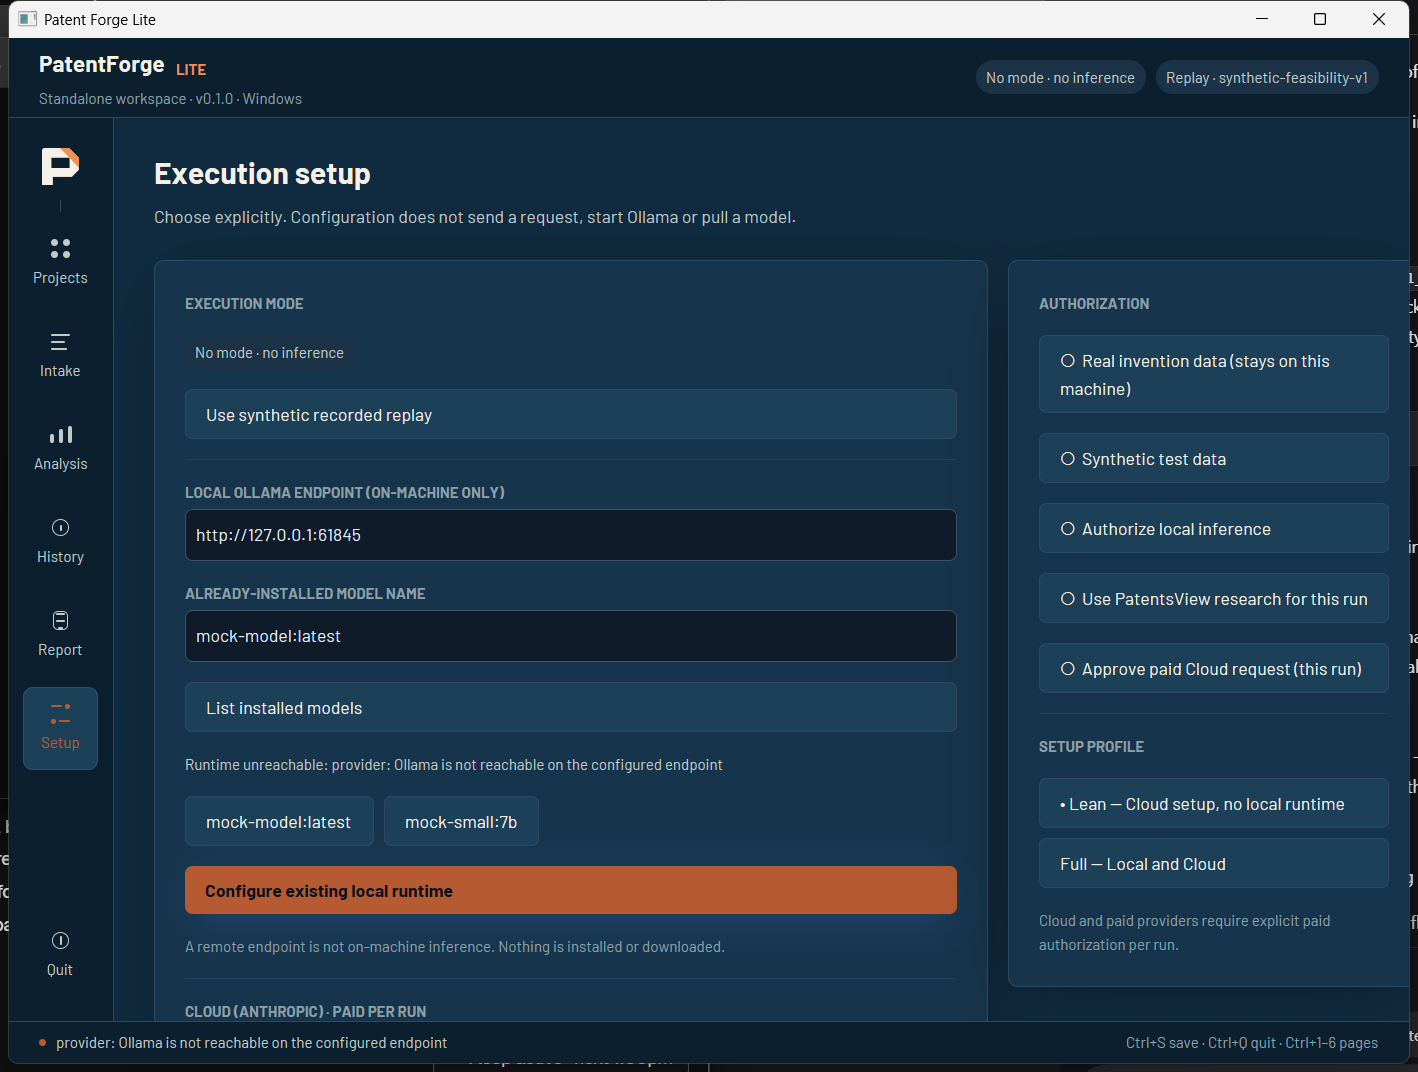 Patent Forge Lite
PatentForge LITE
Standalone workspace · v0.1.0 · Windows
No mode · no inference
Replay · synthetic-feasibility-v1
Projects
Intake
Analysis
History
Report
Setup
Quit
Execution setup
Choose explicitly. Configuration does not send a request, start Ollama or pull a model.
EXECUTION MODE
No mode · no inference
Use synthetic recorded replay
LOCAL OLLAMA ENDPOINT (ON-MACHINE ONLY)
http://127.0.0.1:61845
ALREADY-INSTALLED MODEL NAME
mock-model:latest
List installed models
Runtime unreachable: provider: Ollama is not reachable on the configured endpoint
mock-model:latest
mock-small:7b
Configure existing local runtime
A remote endpoint is not on-machine inference. Nothing is installed or downloaded.
CLOUD (ANTHROPIC) · PAID PER RUN
AUTHORIZATION
Real invention data (stays on this
machine)
Synthetic test data
Authorize local inference
Use PatentsView research for this run
Approve paid Cloud request (this run)
SETUP PROFILE
• Lean — Cloud setup, no local runtime
Full — Local and Cloud
Cloud and paid providers require explicit paid
authorization per run.
provider: Ollama is not reachable on the configured endpoint
Ctrl+S save · Ctrl+Q quit · Ctrl+1–6 pages